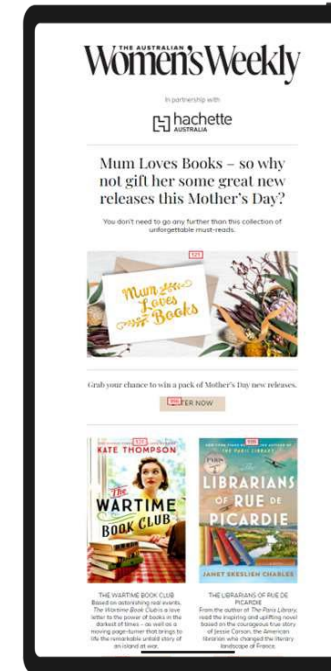 THE AUSTRALIAN
Women's Weekly
In partnership with
hachette
AUSTRALIA
Mum Loves Books – so why
not gift her some great new
releases this Mother's Day?
You don't need to go any further than this collection of
unforgettable must-reads.
Mum
Loves
Books
Grab your chance to win a pack of Mother's Day new releases.
TER NOW
KATE THOMPSON
The
WARTIME
BOOK CLUB
THE PARIS LIBRARY
The
LIBRARIANS
OF RUE DE
PICARDIE
JANET SKESLIEN CHARLES
THE WARTIME BOOK CLUB
Based on astonishing real events,
The Wartime Book Club is a love
letter to the power of books in the
darkest of times – as well as a
moving page-turner that brings to
life the remarkable untold story of
an island at war.
THE LIBRARIANS OF RUE DE
PICARDIE
From the author of The Paris Library,
read the inspiring and uplifting novel
based on the courageous true story
of Jessie Carson, the American
librarian who changed the literary
landscape of France.